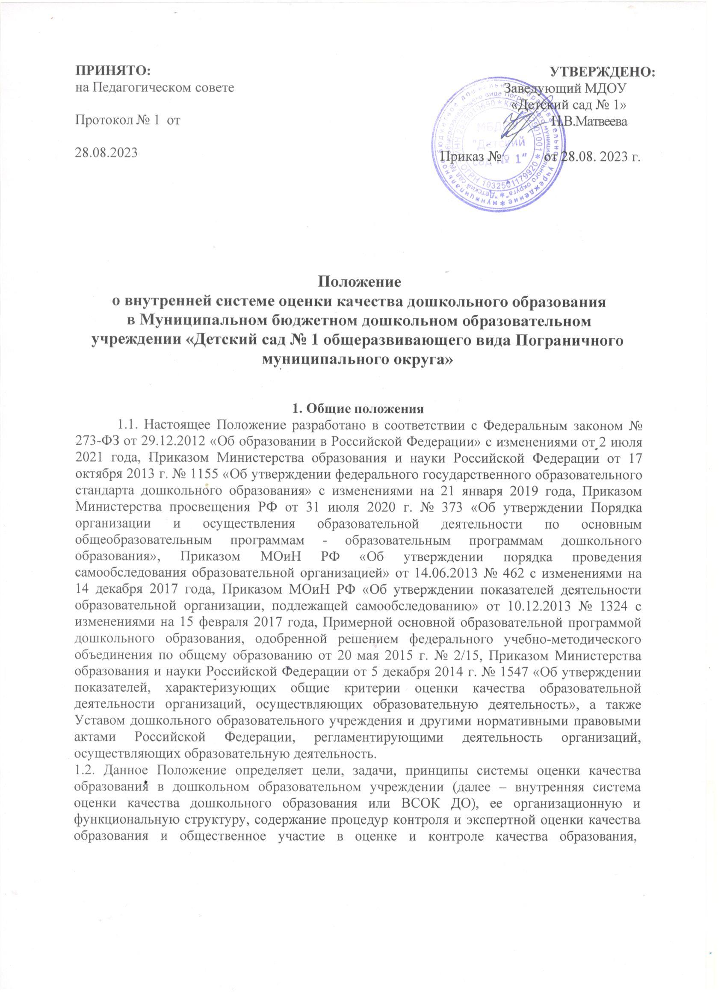 ПРИНЯТО:
на Педагогическом совете
Протокол № 1 от
28.08.2023
УТВЕРЖДЕНО:
Заведующий МДОУ
«Детский сад № 1»
Н.В.Матвеева
Приказ № от 28.08. 2023 г.
МБДОУ
"Детский
сад № 1"
ОГРН 1032501179920
Положение
о внутренней системе оценки качества дошкольного образования
в Муниципальном бюджетном дошкольном образовательном
учреждении «Детский сад № 1 общеразвивающего вида Пограничного
муниципального округа»
1. Общие положения
1.1. Настоящее Положение разработано в соответствии с Федеральным законом №
273-ФЗ от 29.12.2012 «Об образовании в Российской Федерации» с изменениями от 2 июля
2021 года, Приказом Министерства образования и науки Российской Федерации от 17
октября 2013 г. № 1155 «Об утверждении федерального государственного образовательного
стандарта дошкольного образования» с изменениями на 21 января 2019 года, Приказом
Министерства просвещения РФ от 31 июля 2020 г. № 373 «Об утверждении Порядка
организации и осуществления образовательной деятельности по основным
общеобразовательным программам - образовательным программам дошкольного
образования», Приказом МОиН РФ «Об утверждении порядка проведения
самообследования образовательной организацией» от 14.06.2013 № 462 с изменениями на
14 декабря 2017 года, Приказом МОиН РФ «Об утверждении показателей деятельности
образовательной организации, подлежащей самообследованию» от 10.12.2013 № 1324 с
изменениями на 15 февраля 2017 года, Примерной основной образовательной программой
дошкольного образования, одобренной решением федерального учебно-методического
объединения по общему образованию от 20 мая 2015 г. № 2/15, Приказом Министерства
образования и науки Российской Федерации от 5 декабря 2014 г. № 1547 «Об утверждении
показателей, характеризующих общие критерии оценки качества образовательной
деятельности организаций, осуществляющих образовательную деятельность», а также
Уставом дошкольного образовательного учреждения и другими нормативными правовыми
актами Российской Федерации, регламентирующими деятельность организаций,
осуществляющих образовательную деятельность.
1.2. Данное Положение определяет цели, задачи, принципы системы оценки качества
образования в дошкольном образовательном учреждении (далее – внутренняя система
оценки качества дошкольного образования или ВСОК ДО), ее организационную и
функциональную структуру, содержание процедур контроля и экспертной оценки качества
образования и общественное участие в оценке и контроле качества образования,